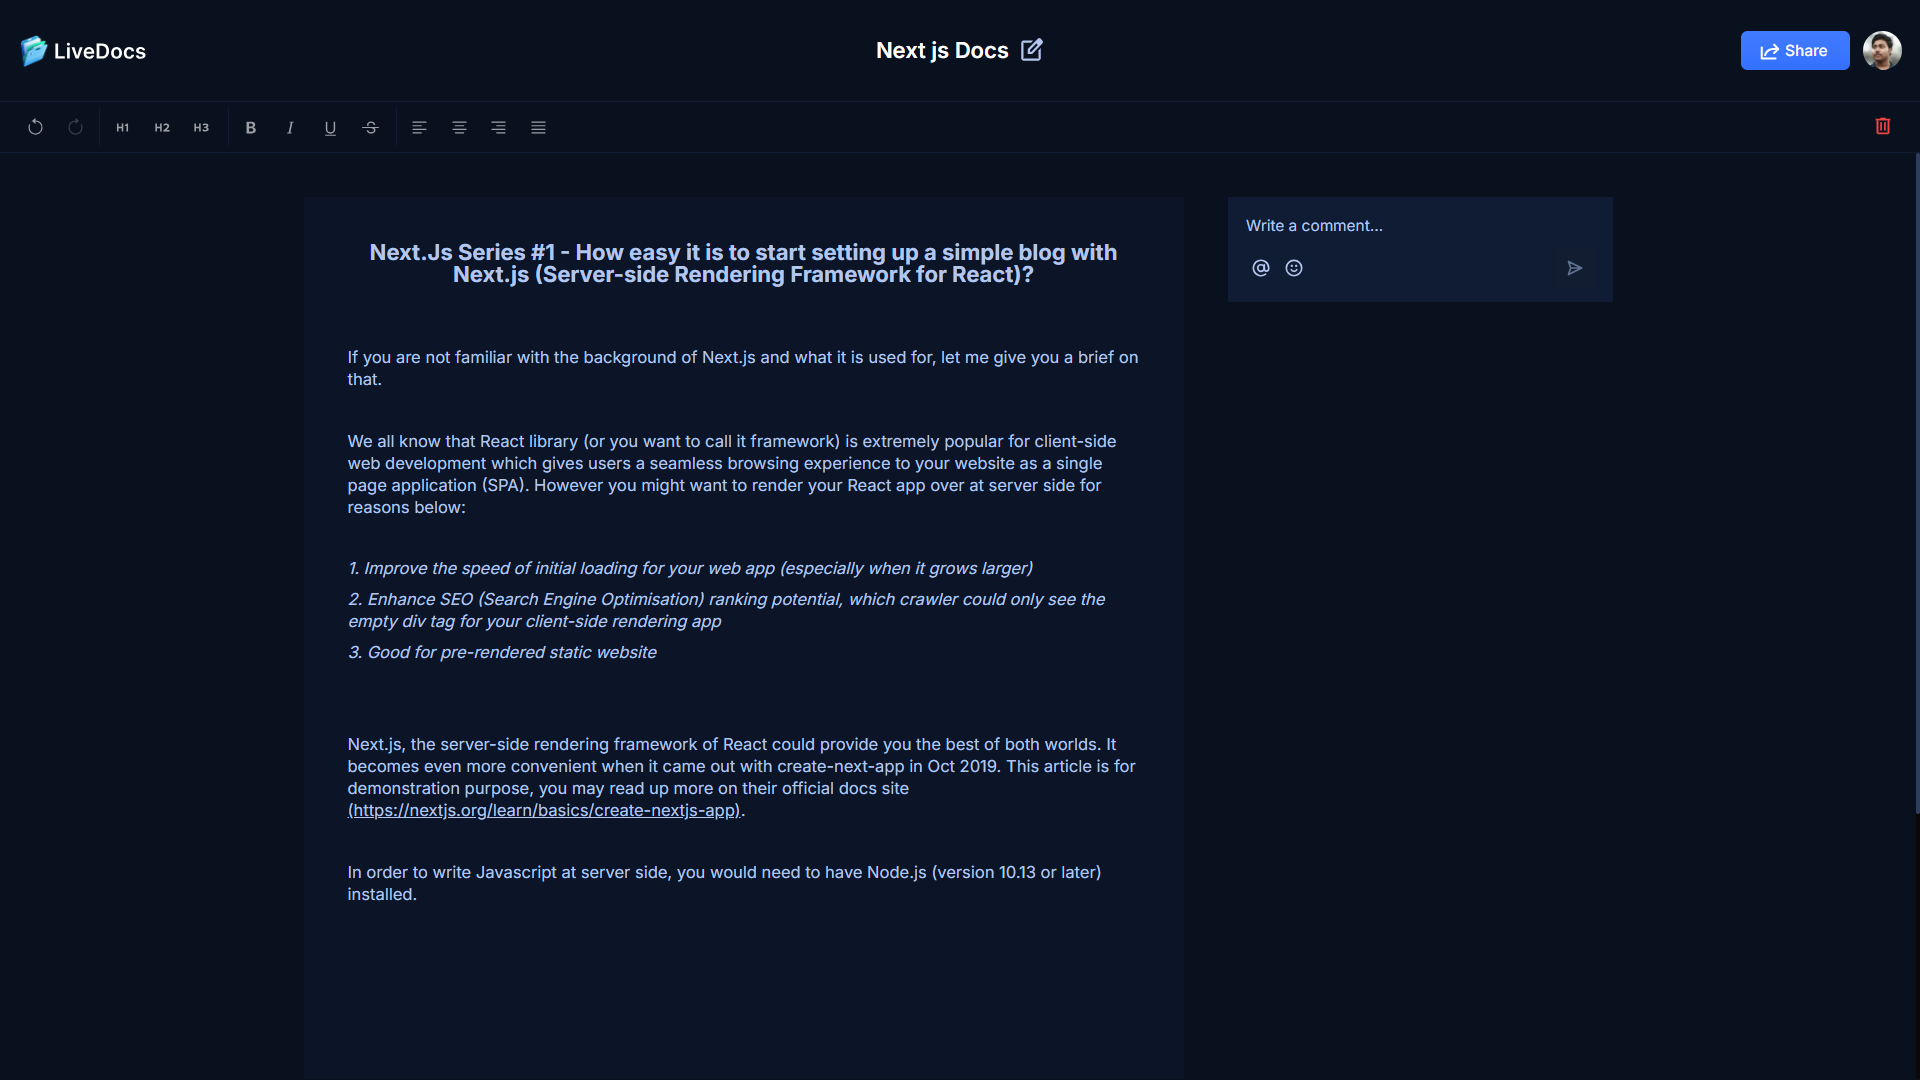 LiveDocs
Next js Docs
Share
H1 H2 H3 B I U S
Next.Js Series #1 - How easy it is to start setting up a simple blog with
Next.js (Server-side Rendering Framework for React)?
Write a comment...
If you are not familiar with the background of Next.js and what it is used for, let me give you a brief on
that.
We all know that React library (or you want to call it framework) is extremely popular for client-side
web development which gives users a seamless browsing experience to your website as a single
page application (SPA). However you might want to render your React app over at server side for
reasons below:
1. Improve the speed of initial loading for your web app (especially when it grows larger)
2. Enhance SEO (Search Engine Optimisation) ranking potential, which crawler could only see the
empty div tag for your client-side rendering app
3. Good for pre-rendered static website
Next.js, the server-side rendering framework of React could provide you the best of both worlds. It
becomes even more convenient when it came out with create-next-app in Oct 2019. This article is for
demonstration purpose, you may read up more on their official docs site
(https://nextjs.org/learn/basics/create-nextjs-app).
In order to write Javascript at server side, you would need to have Node.js (version 10.13 or later)
installed.